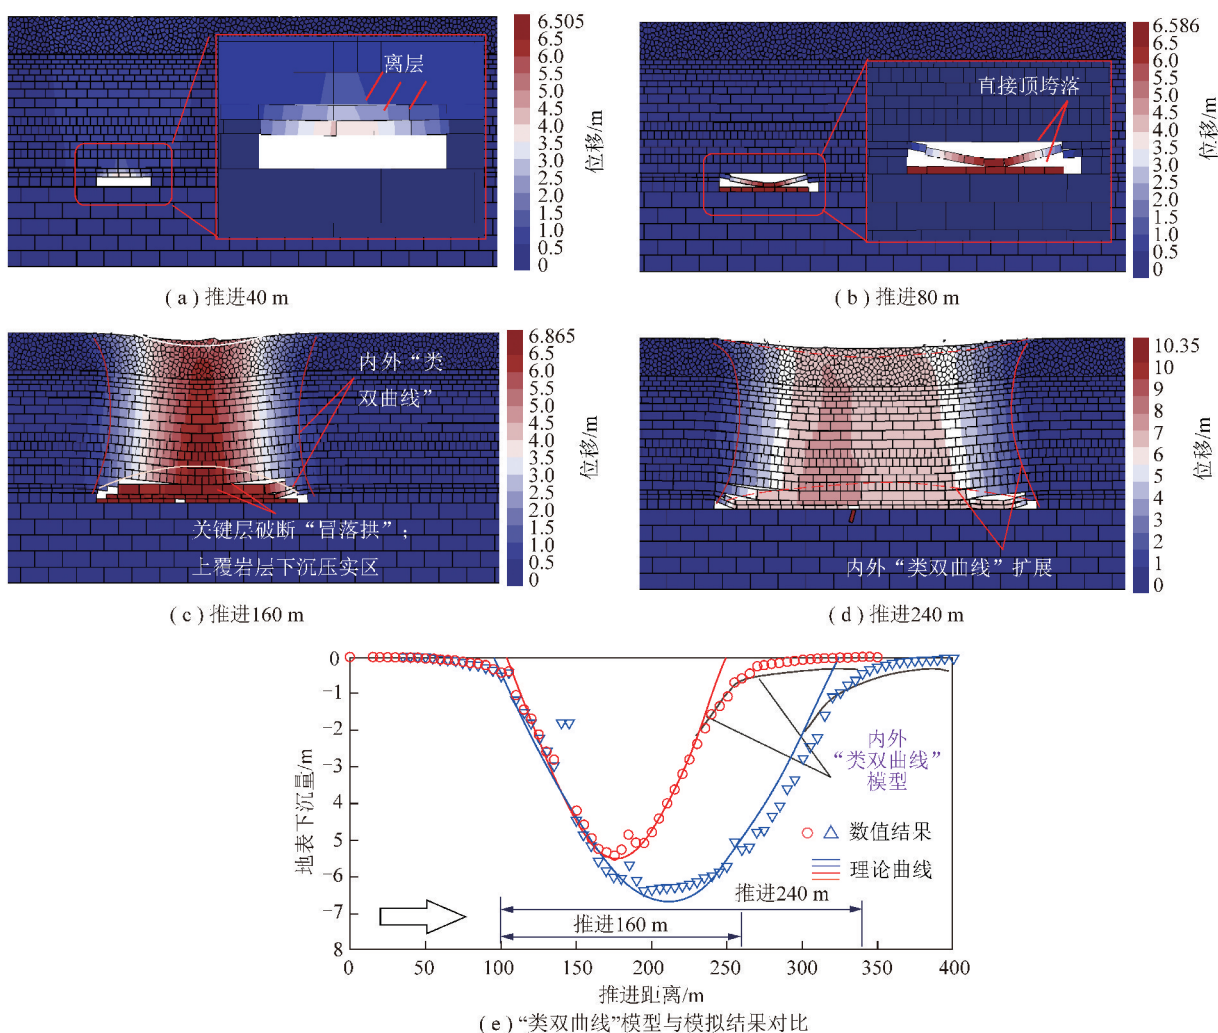 6.505
6.5
6.0
5.5
5.0
4.5
4.0
3.5
3.0
2.5
2.0
1.5
1.0
0.5
0
位移/m
离层
(a)推进40 m
6.586
6.5
6.0
5.5
5.0
4.5
4.0
3.5
3.0
2.5
2.0
1.5
1.0
0.5
0
位移/m
直接顶垮落
(b)推进80 m
6.865
6.5
6.0
5.5
5.0
4.5
4.0
3.5
3.0
2.5
2.0
1.5
1.0
0.5
0
位移/m
内外“类
双曲线”
关键层破断“冒落拱”;
上覆岩层下沉压实区
(c)推进160 m
10.35
10
9
8
7
6
5
4
3
2
1
0
位移/m
内外“类双曲线”扩展
(d)推进240 m
0
−1
−2
−3
−4
5
−6
−7
8
地表下沉量/m
内外
“类双曲线”
模型
数值结果
理论曲线
推进240 m
推进160 m
0 50 100 150 200 250 300 350 400
推进距离/m
(e)“类双曲线”模型与模拟结果对比